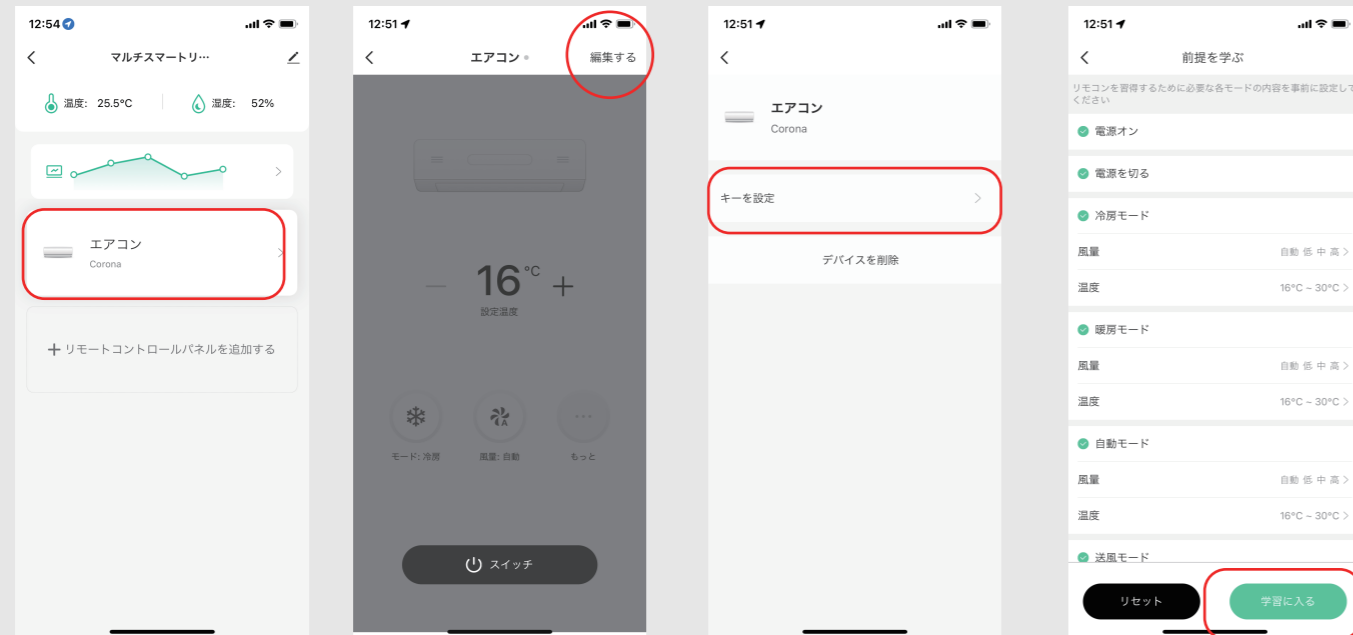 12:54
マルチスマートリ…
温度: 25.5°C
温度: 52%
エアコン
Corona
リモートコントロールパネルを追加する
12:51
エアコン
編集する
16°C
設定温度
モード: 冷房
風量: 自動
もっと
スイッチ
12:51
エアコン
Corona
キーを設定
デバイスを削除
12:51
前提を学ぶ
リモコンを習得するために必要な各モードの内容を事前に設定して
ください
電源オン
電源を切る
冷房モード
風量 自動 低 中 高
温度 16°C ~ 30°C
暖房モード
風量 自動 低 中 高
温度 16°C ~ 30°C
自動モード
風量 自動 低 中 高
温度 16°C ~ 30°C
送風モード
リセット
学習に入る